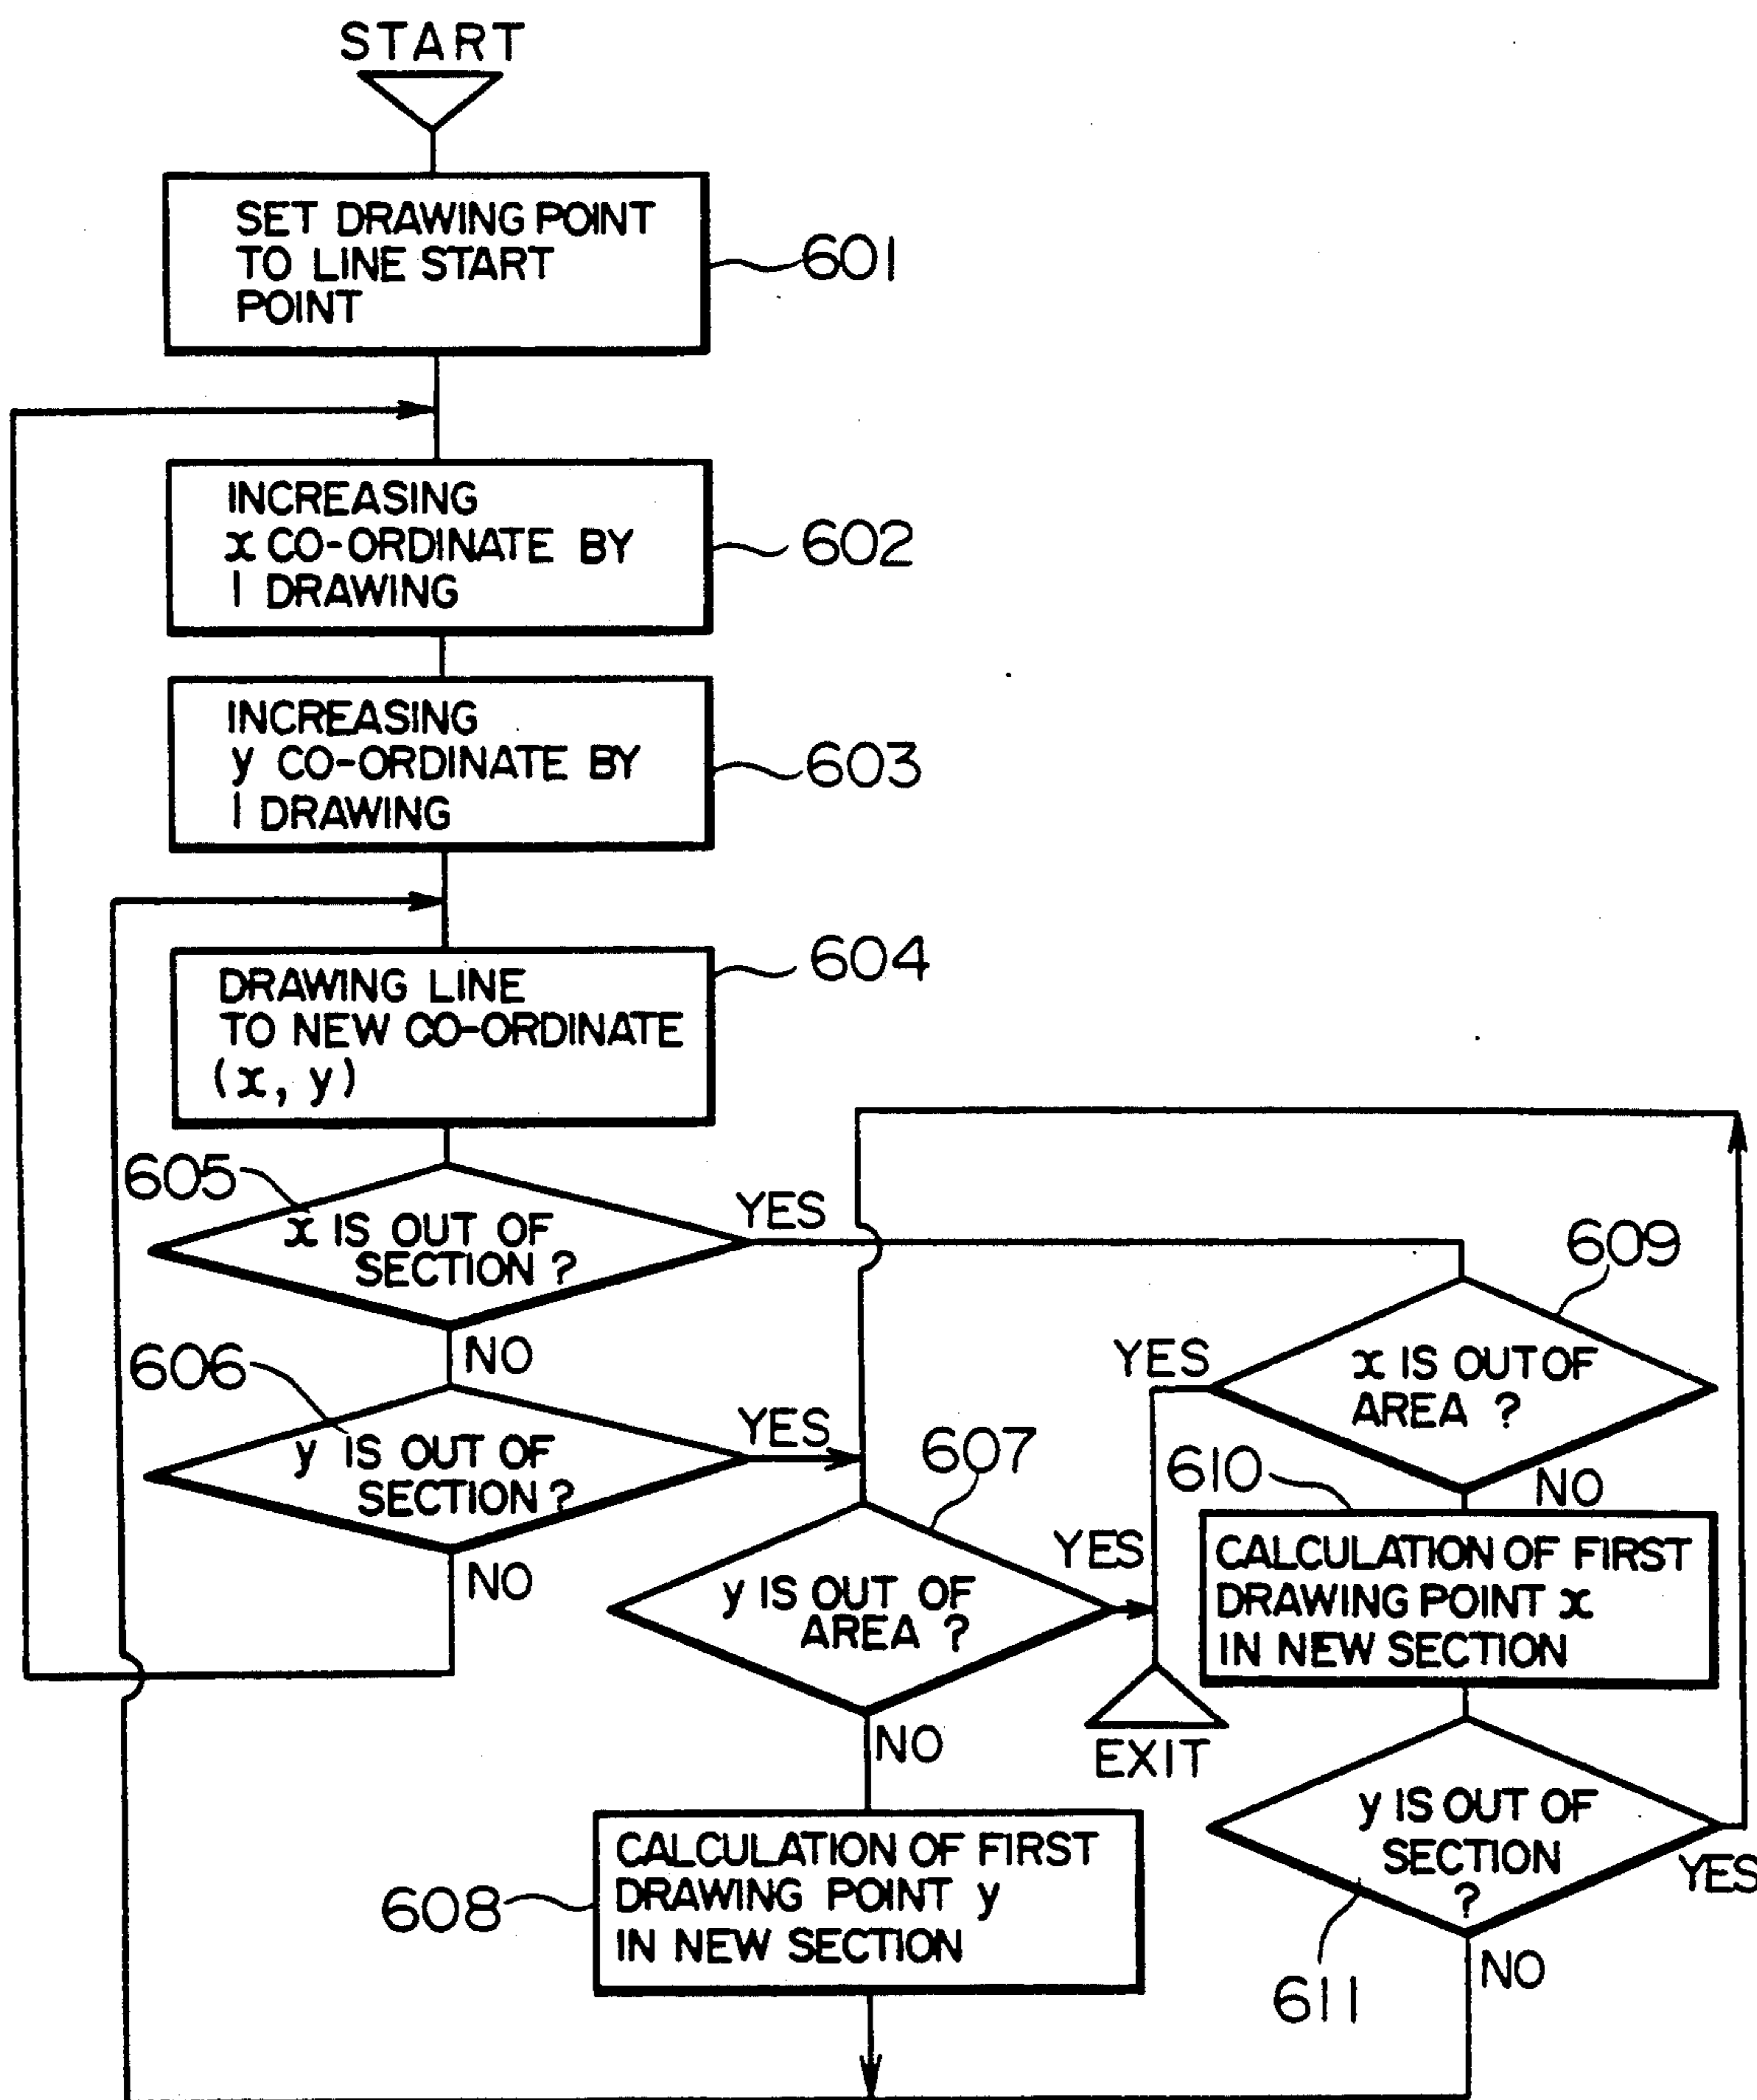 START
SET DRAWING POINT
TO LINE START
POINT
601
INCREASING
x CO-ORDINATE BY
1 DRAWING
602
INCREASING
y CO-ORDINATE BY
1 DRAWING
603
DRAWING LINE
TO NEW CO-ORDINATE
(x, y)
604
605
x IS OUT OF
SECTION ?
YES
NO
606
y IS OUT OF
SECTION ?
YES
NO
607
y IS OUT OF
AREA ?
YES
NO
608
CALCULATION OF FIRST
DRAWING POINT y
IN NEW SECTION
609
x IS OUT OF
AREA ?
YES
NO
EXIT
610
CALCULATION OF FIRST
DRAWING POINT x
IN NEW SECTION
y IS OUT OF
SECTION
?
YES
NO
611